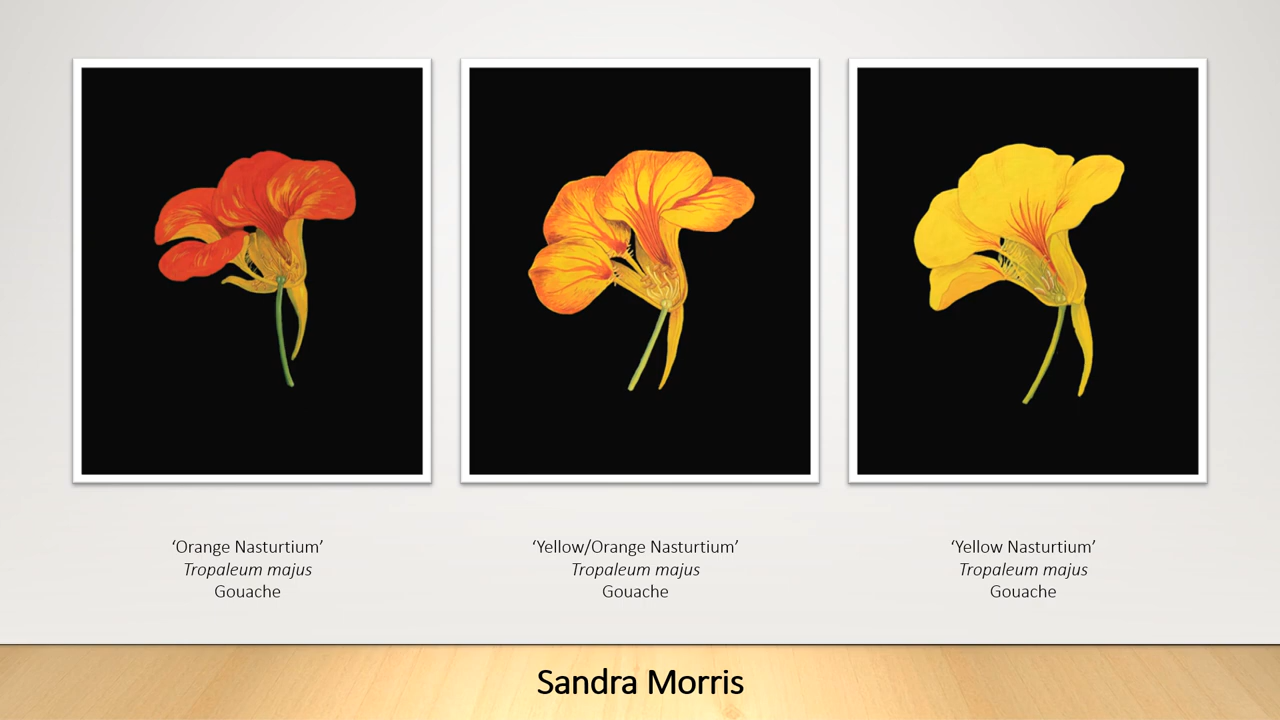 ‘Orange Nasturtium’
Tropaleum majus
Gouache
‘Yellow/Orange Nasturtium’
Tropaleum majus
Gouache
‘Yellow Nasturtium’
Tropaleum majus
Gouache
Sandra Morris